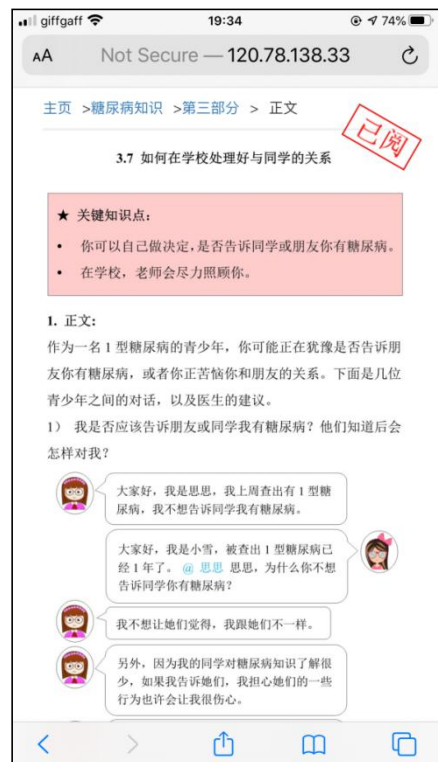 giffgaff 19:34 74%
AA Not Secure — 120.78.138.33
主页 >糖尿病知识 >第三部分 > 正文
已阅
3.7 如何在学校处理好与同学的关系
★ 关键知识点：
• 你可以自己做决定，是否告诉同学或朋友你有糖尿病。
• 在学校，老师会尽力照顾你。
1. 正文:
作为一名 1 型糖尿病的青少年，你可能正在犹豫是否告诉朋
友你有糖尿病，或者你正苦恼你和朋友的关系。下面是几位
青少年之间的对话，以及医生的建议。
1） 我是否应该告诉朋友或同学我有糖尿病？他们知道后会
怎样对我？
大家好，我是思思，我上周查出有 1 型糖
尿病，我不想告诉同学我有糖尿病。
大家好，我是小雪，被查出 1 型糖尿病已
经 1 年了。 @ 思思 思思，为什么你不想
告诉同学你有糖尿病？
我不想让她们觉得，我跟她们不一样。
另外，因为我的同学对糖尿病知识了解很
少，如果我告诉她们，我担心她们的一些
行为也许会让我很伤心。